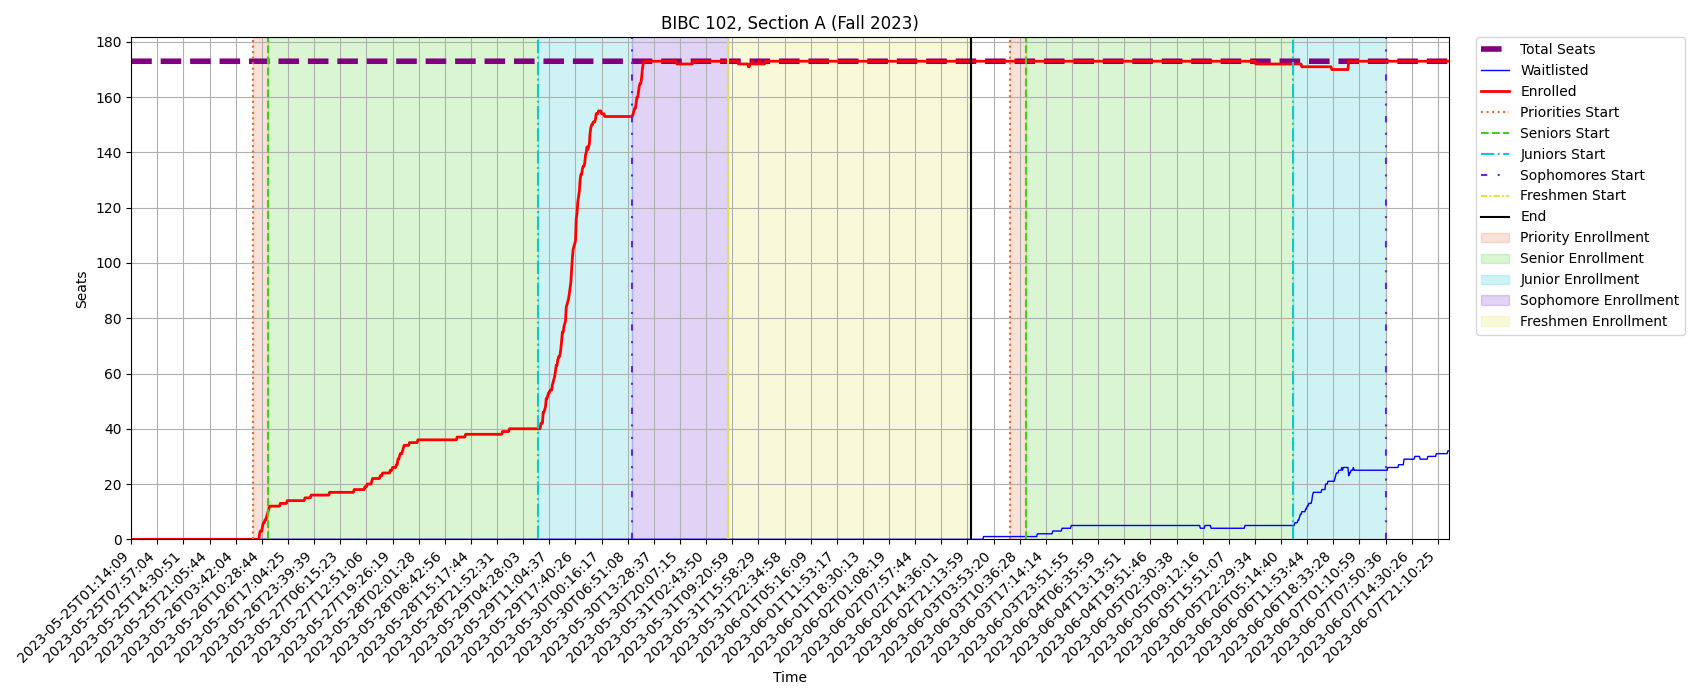 BIBC 102, Section A (Fall 2023)
Seats
180
160
140
120
100
80
60
40
20
0
2023-05-25T01:14:09
2023-05-25T07:57:04
2023-05-25T14:30:51
2023-05-25T21:05:44
2023-05-26T03:42:04
2023-05-26T10:28:44
2023-05-26T17:04:25
2023-05-26T23:39:39
2023-05-27T06:15:23
2023-05-27T12:51:06
2023-05-27T19:26:19
2023-05-28T02:01:28
2023-05-28T08:42:56
2023-05-28T15:17:44
2023-05-28T21:52:31
2023-05-29T04:28:03
2023-05-29T11:04:37
2023-05-29T17:40:26
2023-05-30T00:16:17
2023-05-30T06:51:08
2023-05-30T13:28:37
2023-05-30T20:07:15
2023-05-31T02:43:50
2023-05-31T09:20:59
2023-05-31T15:58:29
2023-05-31T22:34:58
2023-06-01T05:16:09
2023-06-01T11:53:17
2023-06-01T18:30:13
2023-06-02T01:08:19
2023-06-02T07:57:44
2023-06-02T14:36:01
2023-06-02T21:13:59
2023-06-03T03:53:20
2023-06-03T10:36:28
2023-06-03T17:14:14
2023-06-03T23:51:55
2023-06-04T06:35:59
2023-06-04T13:13:51
2023-06-04T19:51:46
2023-06-05T02:30:38
2023-06-05T09:12:16
2023-06-05T15:51:07
2023-06-05T22:29:34
2023-06-06T05:14:40
2023-06-06T11:53:44
2023-06-06T18:33:28
2023-06-07T01:10:59
2023-06-07T07:50:36
2023-06-07T14:30:26
2023-06-07T21:10:25
Time
Total Seats
Waitlisted
Enrolled
Priorities Start
Seniors Start
Juniors Start
Sophomores Start
Freshmen Start
End
Priority Enrollment
Senior Enrollment
Junior Enrollment
Sophomore Enrollment
Freshmen Enrollment